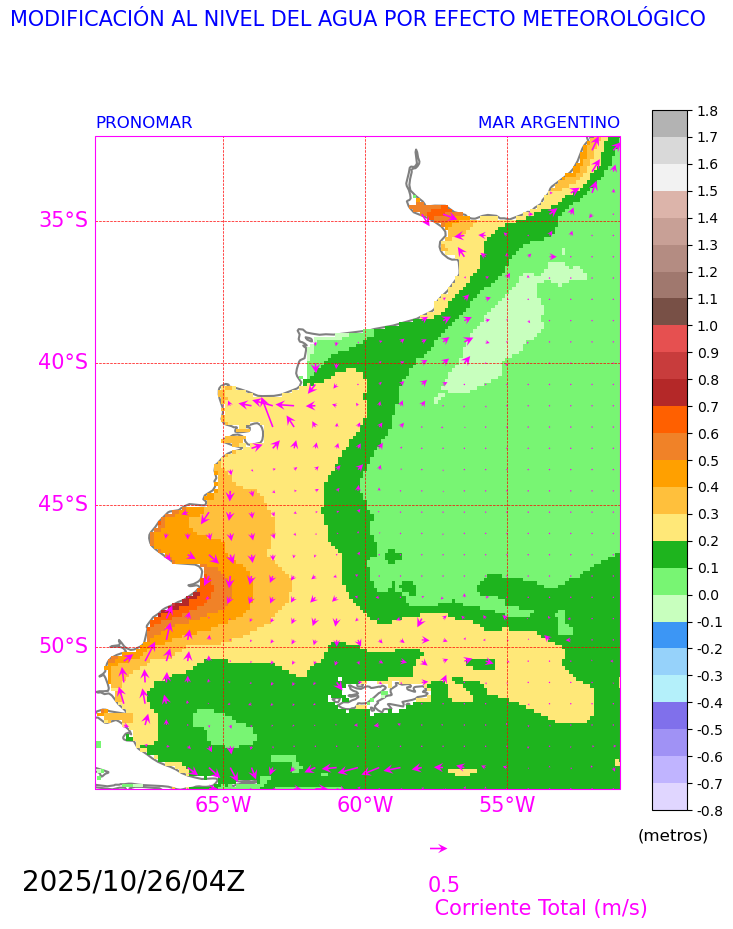 MODIFICACIÓN AL NIVEL DEL AGUA POR EFECTO METEOROLÓGICO
PRONOMAR
MAR ARGENTINO
35°S
40°S
45°S
50°S
65°W
60°W
55°W
1.8
1.7
1.6
1.5
1.4
1.3
1.2
1.1
1.0
0.9
0.8
0.7
0.6
0.5
0.4
0.3
0.2
0.1
0.0
-0.1
-0.2
-0.3
-0.4
-0.5
-0.6
-0.7
-0.8
(metros)
2025/10/26/04Z
0.5
Corriente Total (m/s)